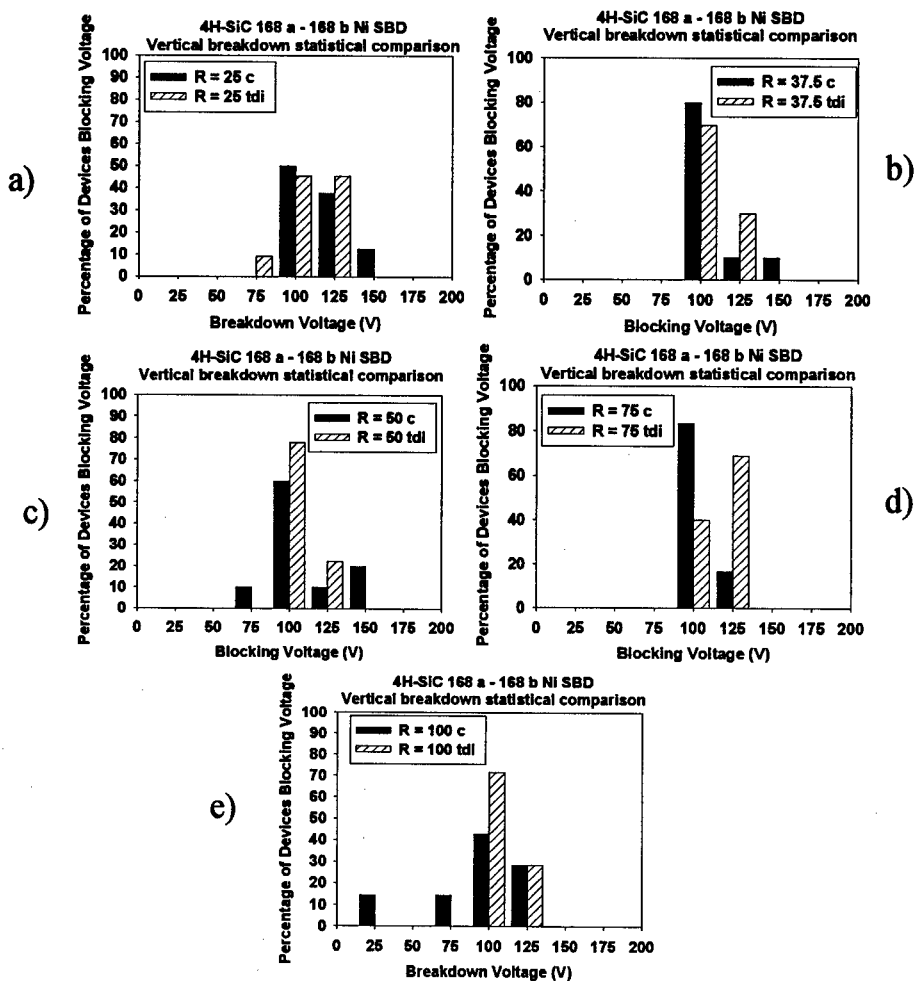 4H-SiC 168 a - 168 b Ni SBD
Vertical breakdown statistical comparison
a)
Percentage of Devices Blocking Voltage
100
90
80
70
60
50
40
30
20
10
0
R = 25 c
R = 25 tdi
0 25 50 75 100 125 150 175 200
Breakdown Voltage (V)
4H-SiC 168 a - 168 b Ni SBD
Vertical breakdown statistical comparison
b)
Percentage of Devices Blocking Voltage
100
80
60
40
20
0
R = 37.5 c
R = 37.5 tdi
0 25 50 75 100 125 150 175 200
Blocking Voltage (V)
4H-SiC 168 a - 168 b Ni SBD
Vertical breakdown statistical comparison
c)
Percentage of Devices Blocking Voltage
100
90
80
70
60
50
40
30
20
10
0
R = 50 c
R = 50 tdi
0 25 50 75 100 125 150 175 200
Blocking Voltage (V)
4H-SiC 168 a - 168 b Ni SBD
Vertical breakdown statistical comparison
d)
Percentage of Devices Blocking Voltage
100
80
60
40
20
0
R = 75 c
R = 75 tdi
0 25 50 75 100 125 150 175 200
Blocking Voltage (V)
4H-SiC 168 a - 168 b Ni SBD
Vertical breakdown statistical comparison
e)
Percentage of Devices Blocking Voltage
100
90
80
70
60
50
40
30
20
10
0
R = 100 c
R = 100 tdi
0 25 50 75 100 125 150 175 200
Breakdown Voltage (V)